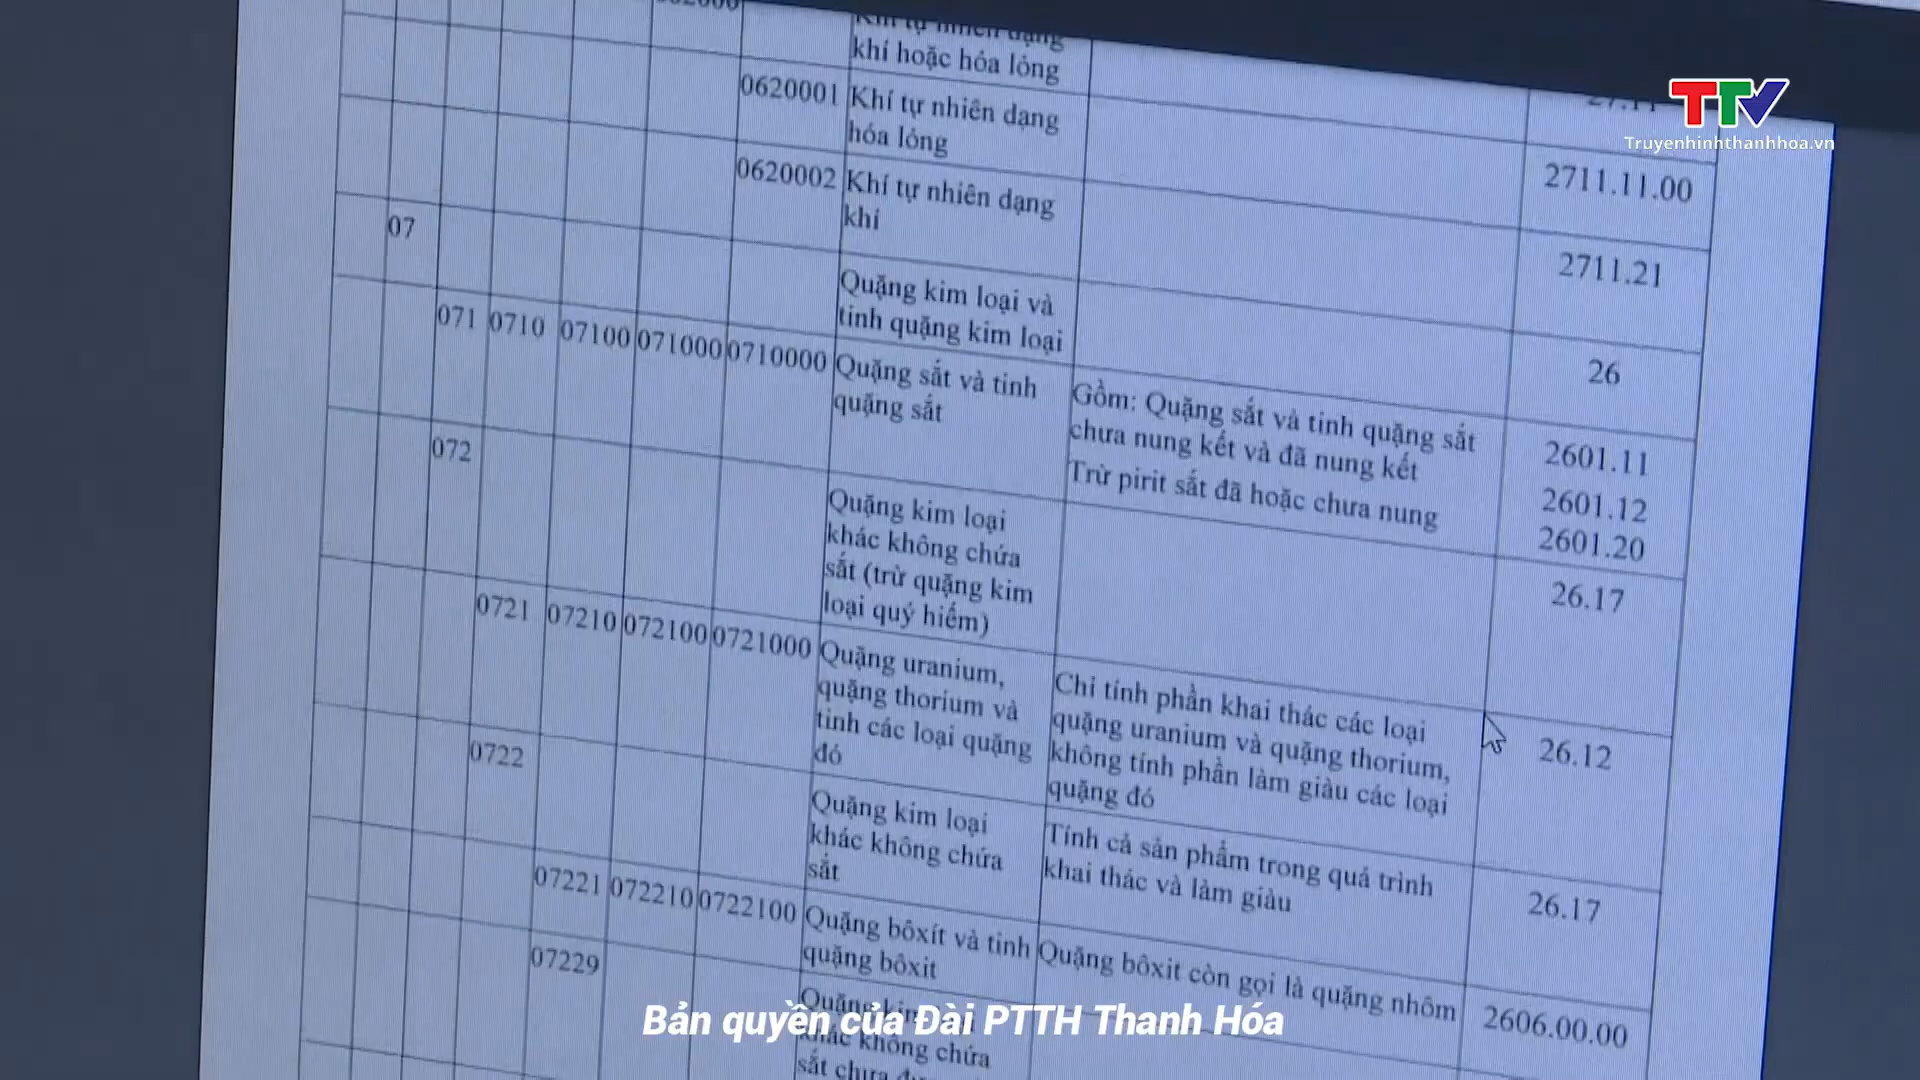 khí hoặc hóa lỏng
0620001 Khí tự nhiên dạng
hóa lỏng
2711.11.00
0620002 Khí tự nhiên dạng
khí
2711.21
07
Quặng kim loại và
tinh quặng kim loại
26
071 0710 07100 071000 0710000 Quặng sắt và tinh
quặng sắt
Gồm: Quặng sắt và tinh quặng sắt
chưa nung kết và đã nung kết
Trừ pirit sắt đã hoặc chưa nung
2601.11
2601.12
2601.20
072
Quặng kim loại
khác không chứa
sắt (trừ quặng kim
loại quý hiếm)
26.17
0721 07210 072100 0721000 Quặng uranium,
quặng thorium và
tinh các loại quặng
đó
Chỉ tính phần khai thác các loại
quặng uranium và quặng thorium,
không tính phần làm giàu các loại
quặng đó
26.12
0722
Quặng kim loại
khác không chứa
sắt
Tính cả sản phẩm trong quá trình
khai thác và làm giàu
26.17
07221 072210 0722100 Quặng bôxít và tinh
quặng bôxit
Quặng bôxit còn gọi là quặng nhôm
2606.00.00
07229
khác không chứa
sắt chưa
TTV
Truyenhinhthanhhoa.vn
Bản quyền của Đài PTTH Thanh Hóa